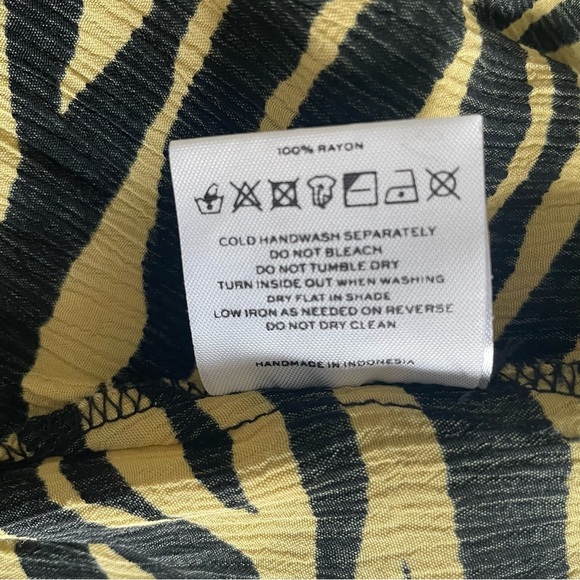 100% RAYON
COLD HANDWASH SEPARATELY
DO NOT BLEACH
DO NOT TUMBLE DRY
TURN INSIDE OUT WHEN WASHING
DRY FLAT IN SHADE
LOW IRON AS NEEDED ON REVERSE
DO NOT DRY CLEAN
HANDMADE IN INDONESIA